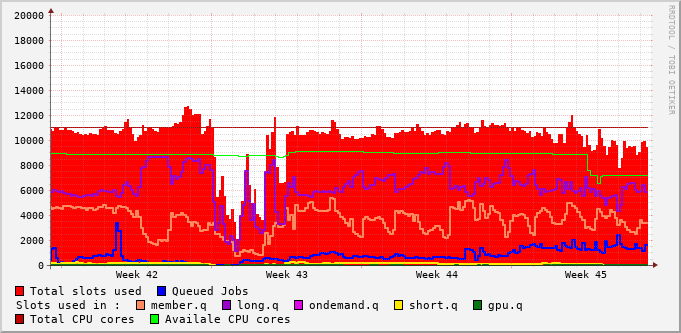 RRDTOOL / TOBI OETIKER
20000
18000
16000
14000
12000
10000
8000
6000
4000
2000
0
Week 42 Week 43 Week 44 Week 45
Total slots used Queued Jobs
Slots used in : member.q long.q ondemand.q short.q gpu.q
Total CPU cores Availale CPU cores